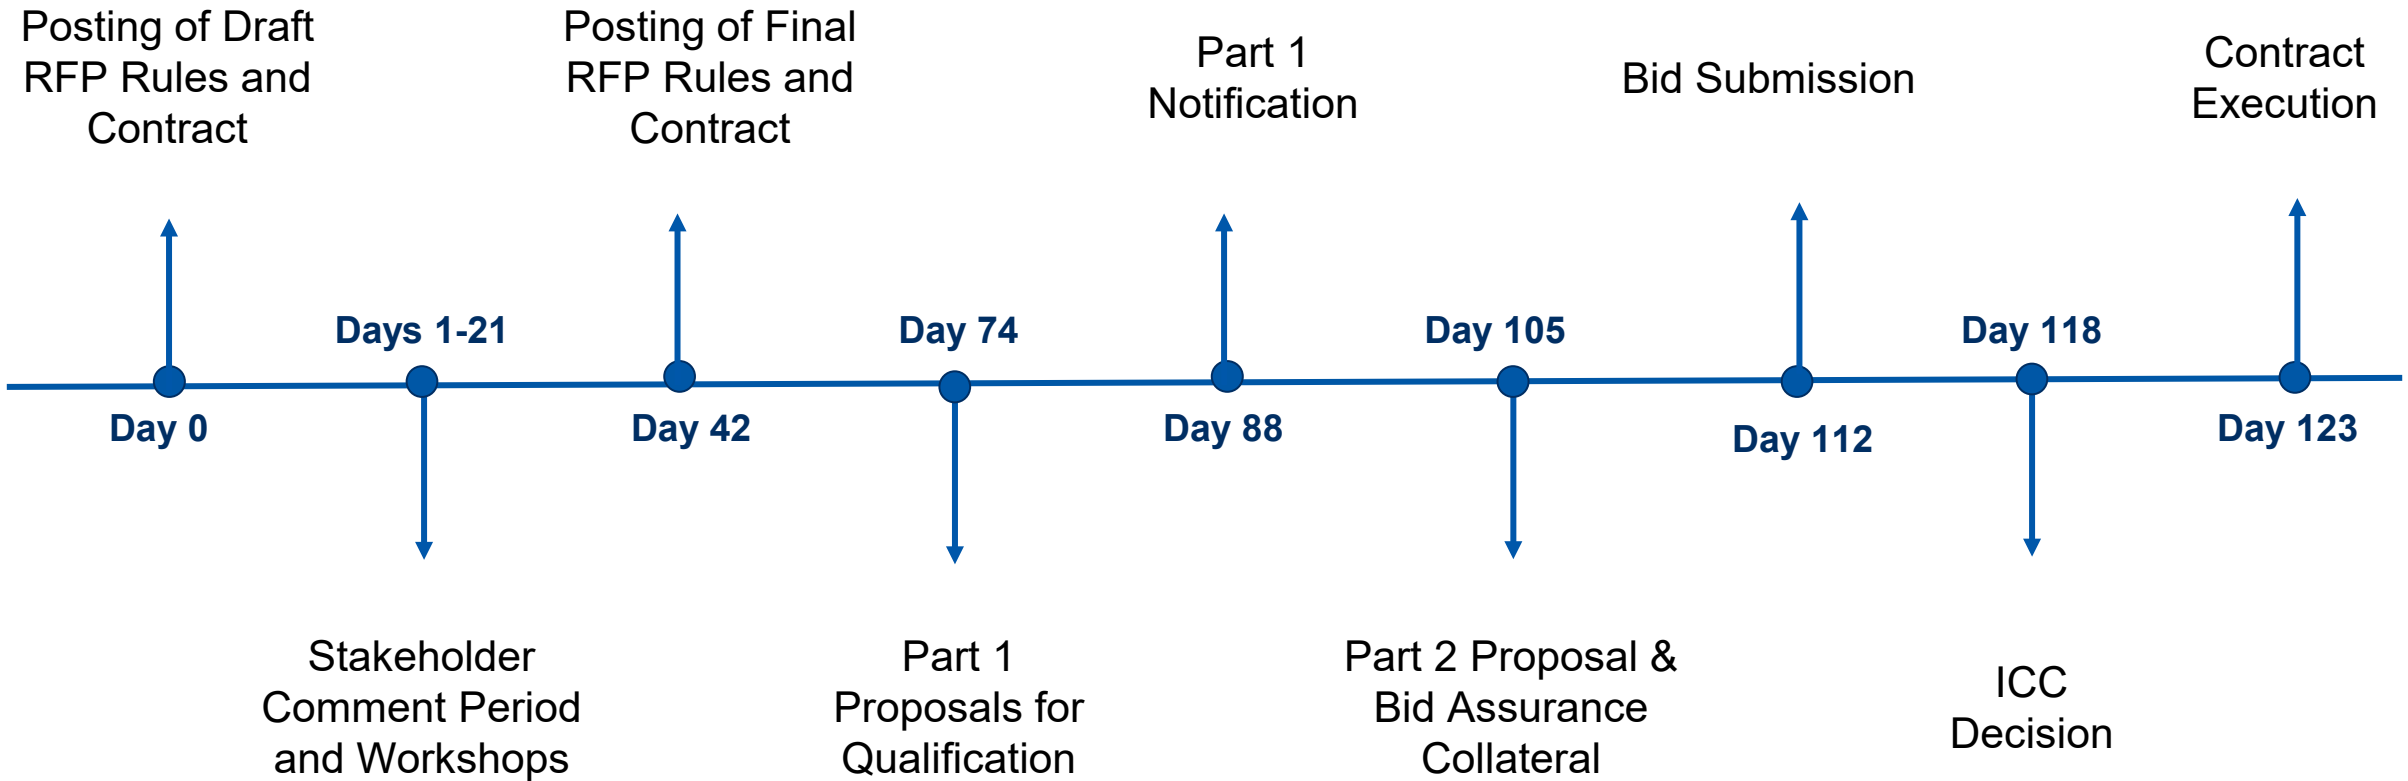 Posting of Draft
RFP Rules and
Contract
Posting of Final
RFP Rules and
Contract
Part 1
Notification
Bid Submission
Contract
Execution
Days 1-21
Day 74
Day 105
Day 118
Day 0
Day 42
Day 88
Day 112
Day 123
Stakeholder
Comment Period
and Workshops
Part 1
Proposals for
Qualification
Part 2 Proposal &
Bid Assurance
Collateral
ICC
Decision